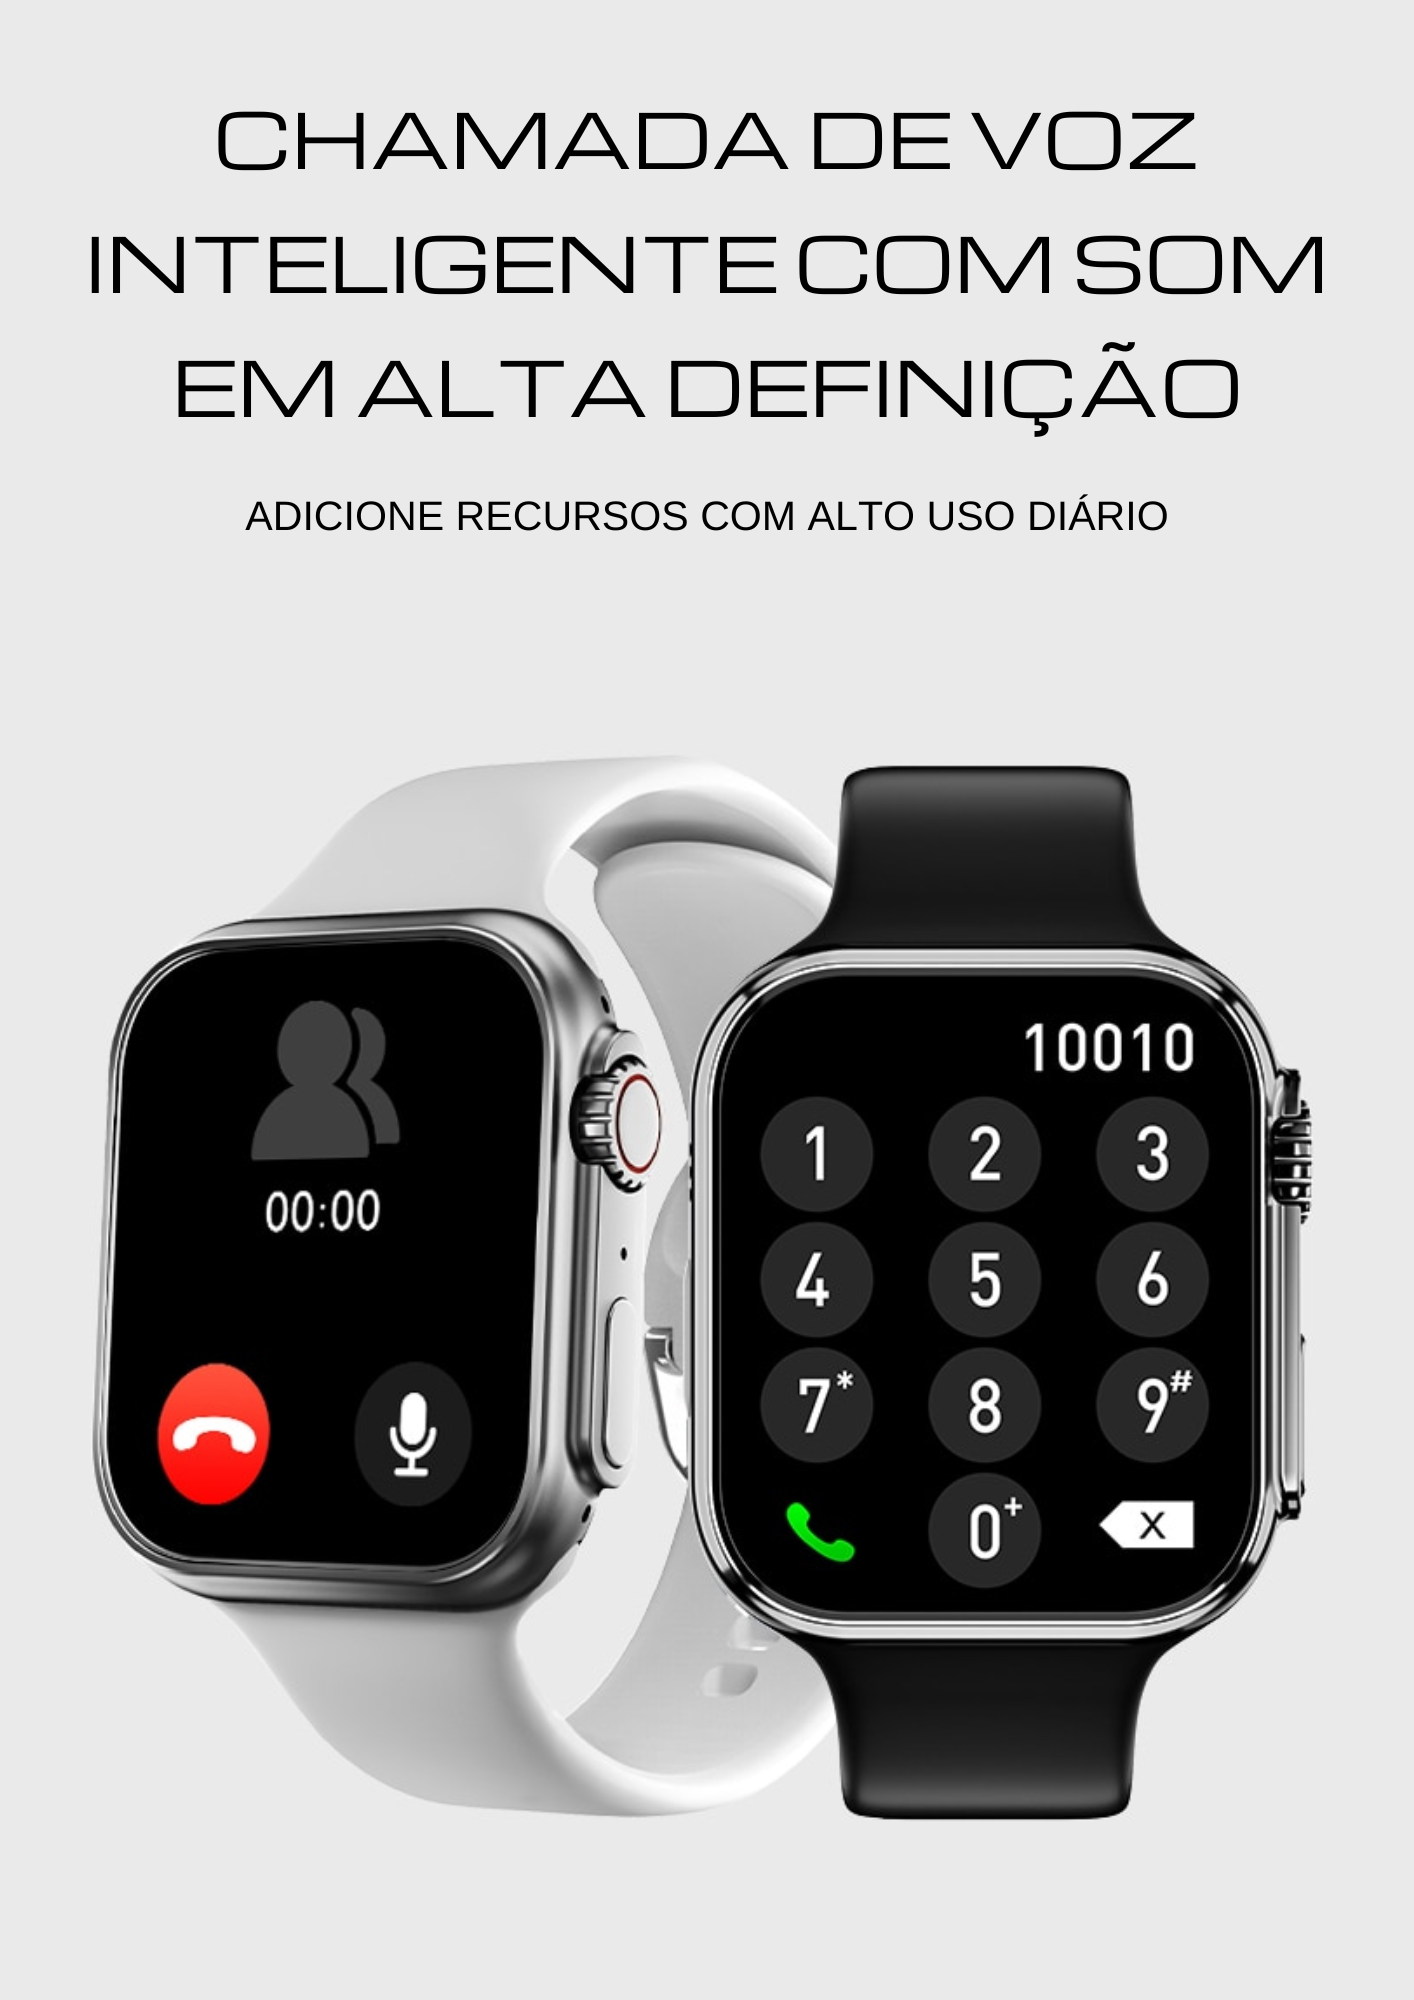 CHAMADA DE VOZ
INTELIGENTE COM SOM
EM ALTA DEFINIÇÃO
ADICIONE RECURSOS COM ALTO USO DIÁRIO
00:00
10010
1 2 3
4 5 6
7* 8 9#
0+ X